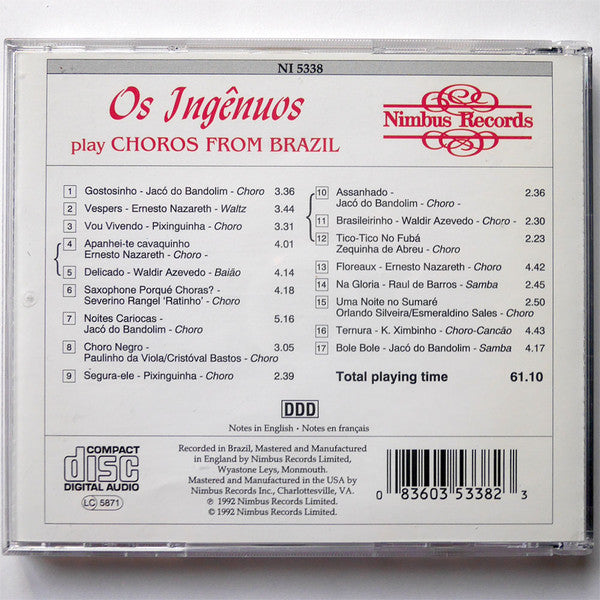 NI 5338
Os Ingênuos
play CHOROS FROM BRAZIL
Nimbus Records
1 Gostosinho - Jacó do Bandolim - Choro 3.36
2 Vespers - Ernesto Nazareth - Waltz 3.44
3 Vou Vivendo - Pixinguinha - Choro 3.31
4 Apanhei-te cavaquinho 4.01
Ernesto Nazareth - Choro -
5 Delicado - Waldir Azevedo - Baião 4.14
6 Saxophone Porqué Choras? - 4.18
Severino Rangel 'Ratinho' - Choro
7 Noites Cariocas - 5.16
Jacó do Bandolim - Choro
8 Choro Negro - 3.05
Paulinho da Viola/Cristóval Bastos - Choro
9 Segura-ele - Pixinguinha - Choro 2.39
10 Assanhado - 2.36
Jacó do Bandolim - Choro -
11 Brasileirinho - Waldir Azevedo - Choro - 2.30
12 Tico-Tico No Fubá 2.23
Zequinha de Abreu - Choro
13 Floreaux - Ernesto Nazareth - Choro 4.42
14 Na Gloria - Raul de Barros - Samba 2.45
15 Uma Noite no Sumaré 2.50
Orlando Silveira/Esmeraldino Sales - Choro
16 Ternura - K. Ximbinho - Choro-Cancão 4.43
17 Bole Bole - Jacó do Bandolim - Samba 4.17
Total playing time 61.10
DDD
Notes in English • Notes en français
COMPACT
disc
DIGITAL AUDIO
LC 5871
Recorded in Brazil, Mastered and Manufactured
in England by Nimbus Records Limited,
Wyastone Leys, Monmouth.
Mastered and Manufactured in the USA by
Nimbus Records Inc., Charlottesville, VA.
℗ 1992 Nimbus Records Limited.
© 1992 Nimbus Records Limited.
0 83603 53382 3